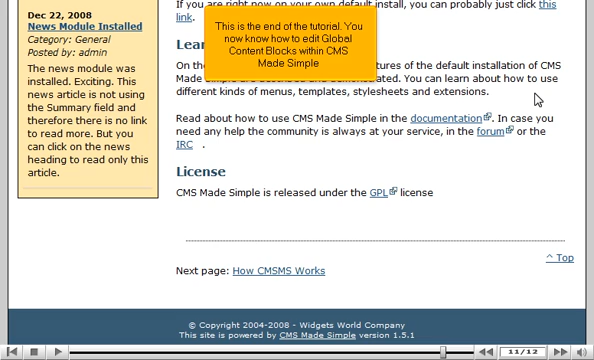 Dec 22, 2008
News Module Installed
Category: General
Posted by: admin
The news module was
installed. Exciting. This
news article is not using
the Summary field and
therefore there is no link
to read more. But you
can click on the news
heading to read only this
article.
If you are right now on your own default install, you can probably just click this
link.
This is the end of the tutorial. You
now know how to edit Global
Content Blocks within CMS
Made Simple
Lear
On the
tures of the default installation of CMS
Made Simple are described and demonstrated. You can learn about how to use
different kinds of menus, templates, stylesheets and extensions.
Read about how to use CMS Made Simple in the documentation. In case you
need any help the community is always at your service, in the forum or the
IRC .
License
CMS Made Simple is released under the GPL license
^ Top
Next page: How CMSMS Works
© Copyright 2004-2008 - Widgets World Company
This site is powered by CMS Made Simple version 1.5.1
11/12